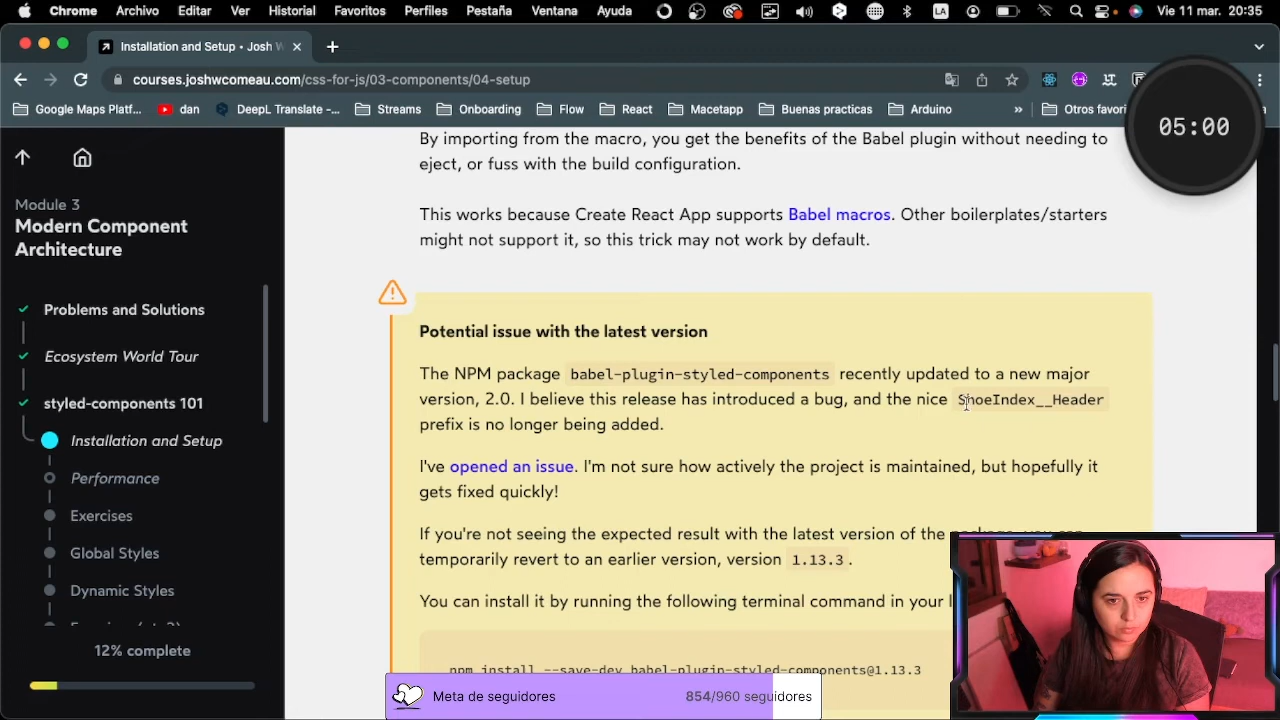 Chrome Archivo Editar Ver Historial Favoritos Perfiles Pestaña Ventana Ayuda LA Vie 11 mar. 20:35
Installation and Setup • Josh W
courses.joshwcomeau.com/css-for-js/03-components/04-setup
Google Maps Platf... dan DeepL Translate -... Streams Onboarding Flow React Macetapp Buenas practicas Arduino » Otros favori
05:00
Module 3
Modern Component
Architecture
Problems and Solutions
Ecosystem World Tour
styled-components 101
Installation and Setup
Performance
Exercises
Global Styles
Dynamic Styles
12% complete
By importing from the macro, you get the benefits of the Babel plugin without needing to
eject, or fuss with the build configuration.
This works because Create React App supports Babel macros. Other boilerplates/starters
might not support it, so this trick may not work by default.
Potential issue with the latest version
The NPM package babel-plugin-styled-components recently updated to a new major
version, 2.0. I believe this release has introduced a bug, and the nice ShoeIndex__Header
prefix is no longer being added.
I've opened an issue. I'm not sure how actively the project is maintained, but hopefully it
gets fixed quickly!
If you're not seeing the expected result with the latest version of the package, you can
temporarily revert to an earlier version, version 1.13.3.
You can install it by running the following terminal command in your
npm install --save-dev babel-plugin-styled-components@1.13.3
Meta de seguidores 854/960 seguidores